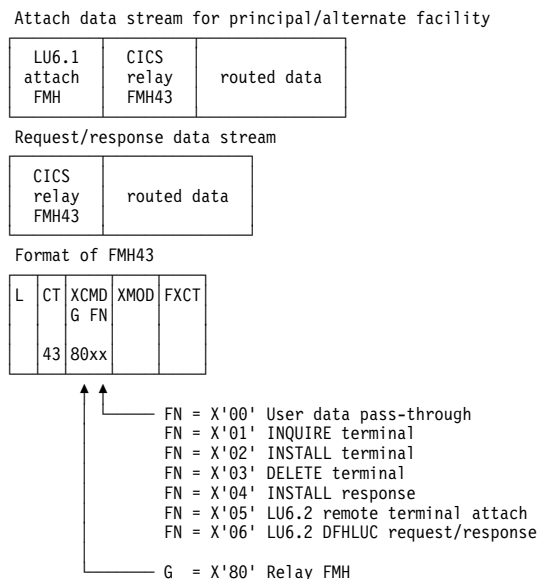 Attach data stream for principal/alternate facility
LU6.1 CICS
attach relay routed data
FMH FMH43
Request/response data stream
CICS
relay routed data
FMH43
Format of FMH43
L CT XCMD XMOD FXCT
G FN
43 80xx
FN = X'00' User data pass-through
FN = X'01' INQUIRE terminal
FN = X'02' INSTALL terminal
FN = X'03' DELETE terminal
FN = X'04' INSTALL response
FN = X'05' LU6.2 remote terminal attach
FN = X'06' LU6.2 DFHLUC request/response
G = X'80' Relay FMH